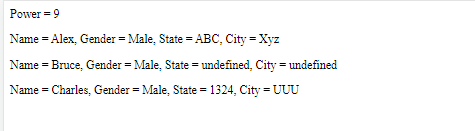 Power = 9
Name = Alex, Gender = Male, State = ABC, City = Xyz
Name = Bruce, Gender = Male, State = undefined, City = undefined
Name = Charles, Gender = Male, State = 1324, City = UUU